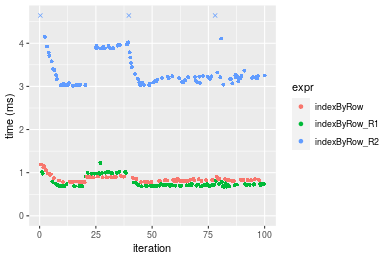 4
3
2
1
0
time (ms)
0
25
50
75
100
iteration
expr
indexByRow
indexByRow_R1
indexByRow_R2